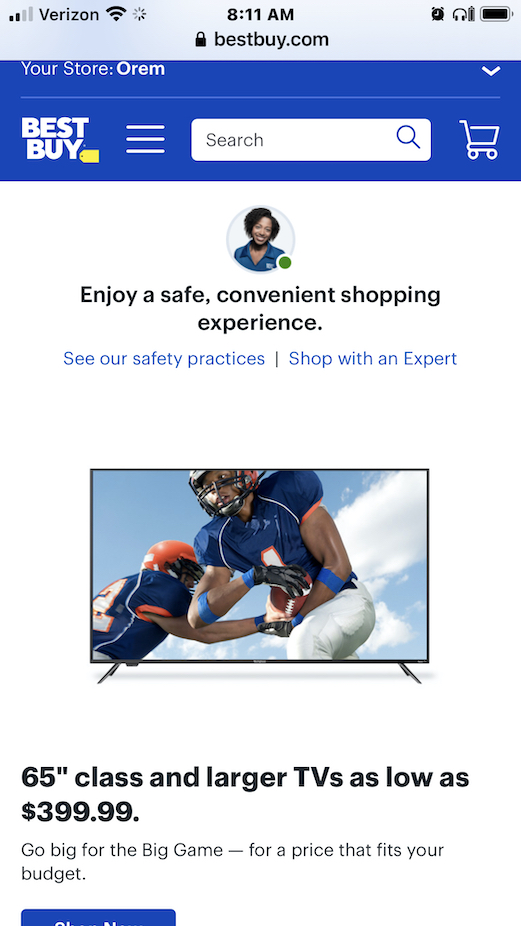 Verizon
8:11 AM
bestbuy.com
Your Store: Orem
BEST
BUY
Search
Enjoy a safe, convenient shopping
experience.
See our safety practices | Shop with an Expert
65" class and larger TVs as low as
$399.99.
Go big for the Big Game — for a price that fits your
budget.
Shop Now